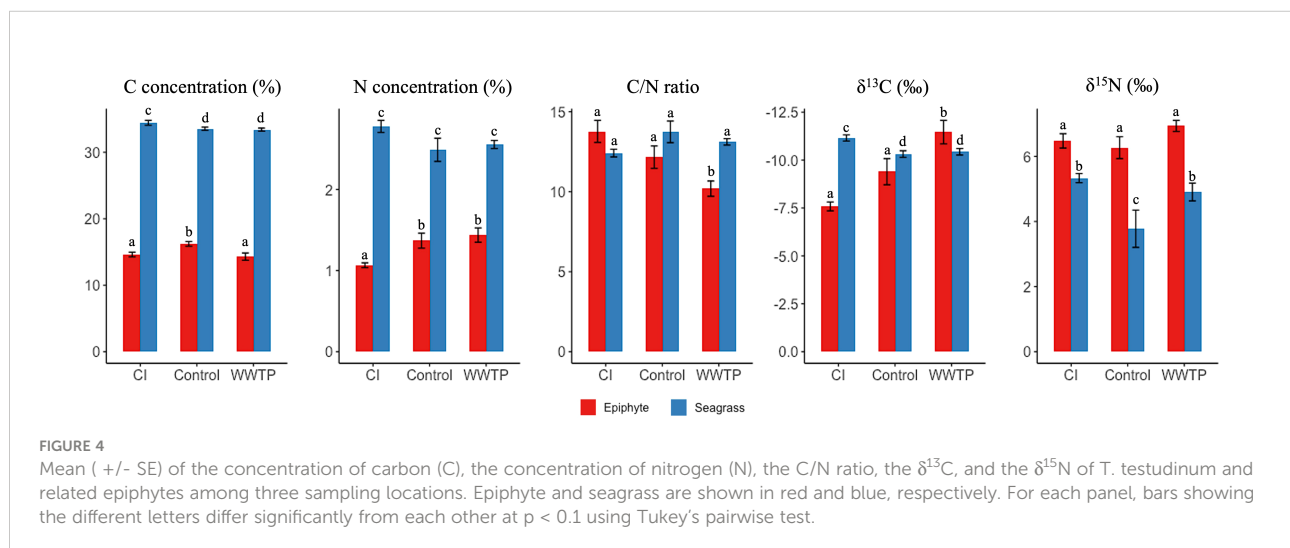 C concentration (%)
N concentration (%)
C/N ratio
δ¹³C (‰)
δ¹⁵N (‰)
30
20
10
0
a
c
b
d
a
d
CI Control WWTP
2
1
0
a
c
b
c
b
c
CI Control WWTP
15
10
5
0
a
a
a
a
b
a
CI Control WWTP
-12.5
-10.0
-7.5
-5.0
-2.5
0.0
a
c
a
d
b
d
CI Control WWTP
6
4
2
0
a
b
a
c
a
b
CI Control WWTP
Epiphyte Seagrass
FIGURE 4
Mean ( +/- SE) of the concentration of carbon (C), the concentration of nitrogen (N), the C/N ratio, the δ¹³C, and the δ¹⁵N of T. testudinum and
related epiphytes among three sampling locations. Epiphyte and seagrass are shown in red and blue, respectively. For each panel, bars showing
the different letters differ significantly from each other at p < 0.1 using Tukey's pairwise test.